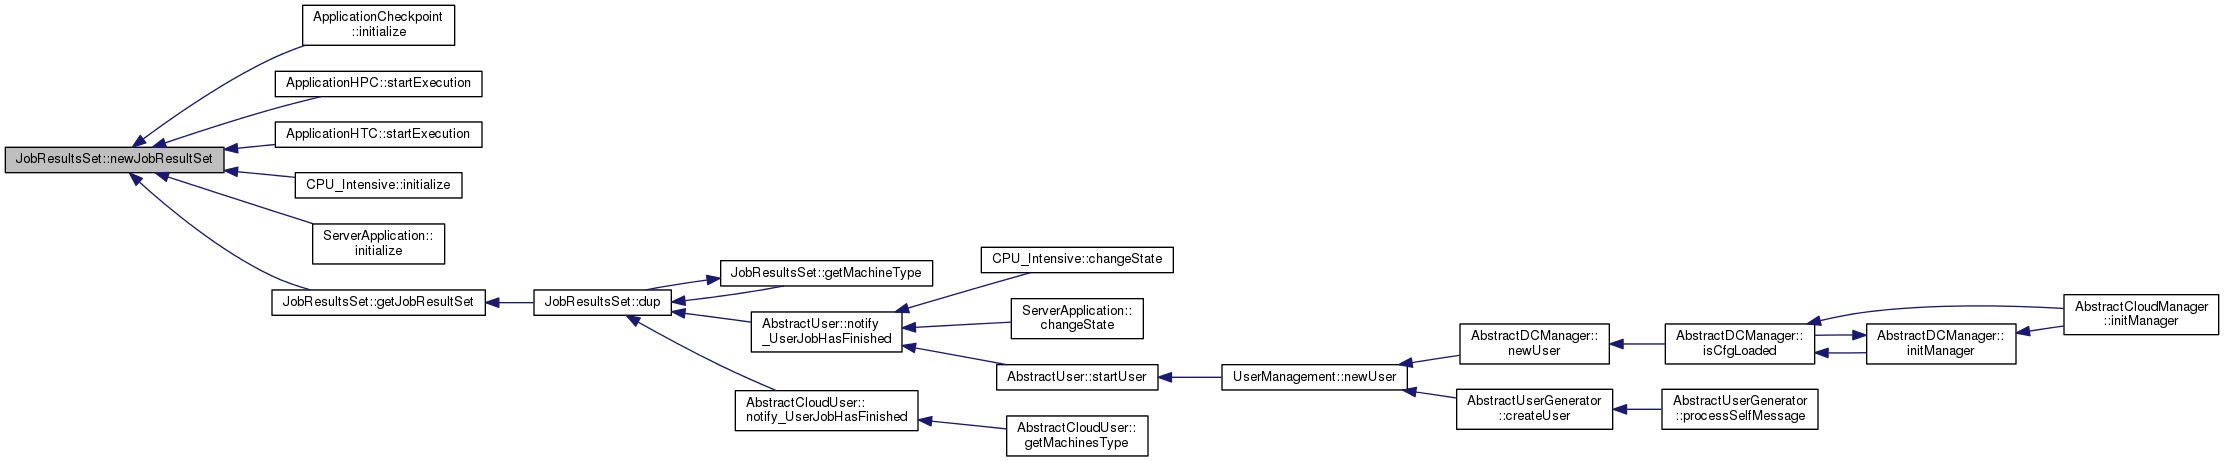 ApplicationCheckpoint
::initialize
ApplicationHPC::startExecution
ApplicationHTC::startExecution
JobResultsSet::newJobResultSet
CPU_Intensive::initialize
ServerApplication::
initialize
JobResultsSet::getJobResultSet
JobResultsSet::dup
JobResultsSet::getMachineType
AbstractUser::notify
_UserJobHasFinished
AbstractCloudUser::
notify_UserJobHasFinished
CPU_Intensive::changeState
ServerApplication::
changeState
AbstractUser::startUser
AbstractCloudUser::
getMachinesType
UserManagement::newUser
AbstractDCManager::
newUser
AbstractUserGenerator
::createUser
AbstractDCManager::
isCfgLoaded
AbstractUserGenerator
::processSelfMessage
AbstractDCManager::
initManager
AbstractCloudManager
::initManager